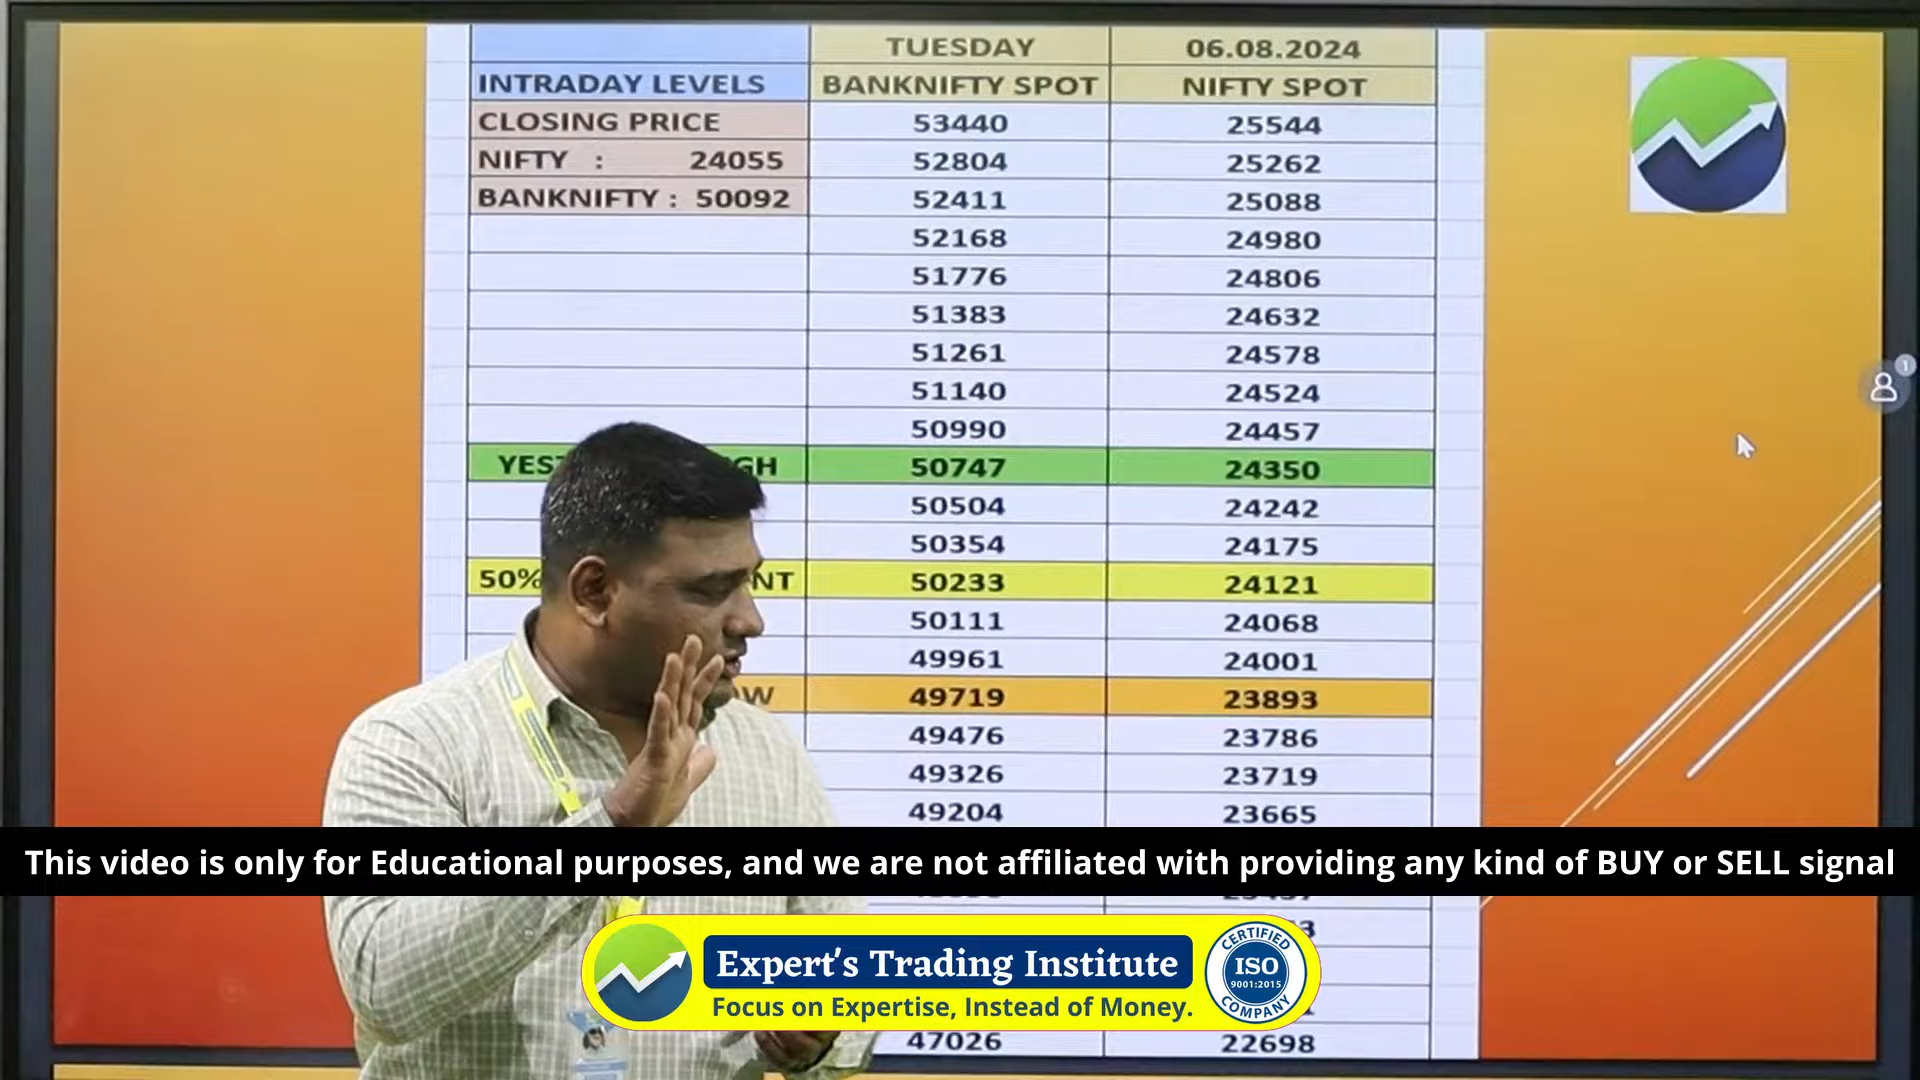 TUESDAY 06.08.2024
INTRADAY LEVELS BANKNIFTY SPOT NIFTY SPOT
CLOSING PRICE 53440 25544
NIFTY : 24055 52804 25262
BANKNIFTY : 50092 52411 25088
52168 24980
51776 24806
51383 24632
51261 24578
51140 24524
50990 24457
50747 24350
50504 24242
50354 24175
50% 50233 24121
50111 24068
49961 24001
49719 23893
49476 23786
49326 23719
49204 23665
This video is only for Educational purposes, and we are not affiliated with providing any kind of BUY or SELL signal
Expert's Trading Institute
Focus on Expertise, Instead of Money.
CERTIFIED
ISO
9001:2015
COMPANY
47026 22698
1